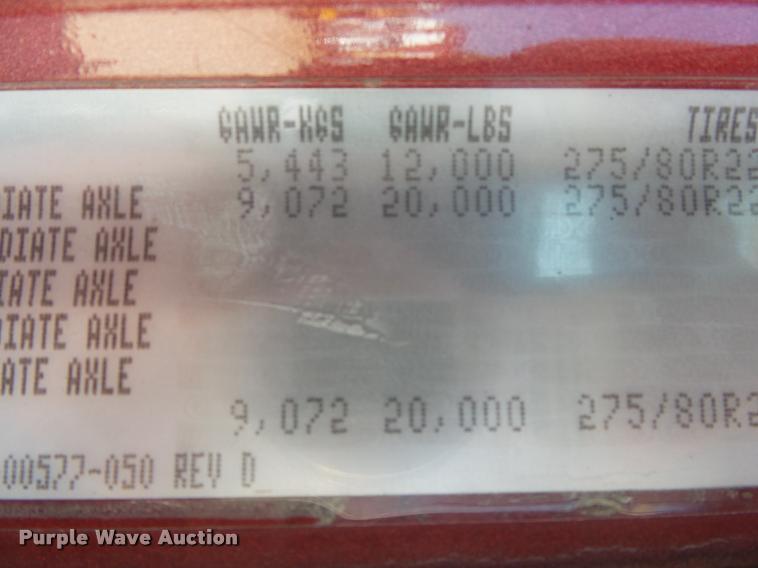 GAWR-KGS GAWR-LBS TIRES
5,443 12,000 275/80R22
IATE AXLE 9,072 20,000 275/80R22
DIATE AXLE
IATE AXLE
DIATE AXLE
ATE AXLE
9,072 20,000 275/80R2
-00577-050 REV D
Purple Wave Auction